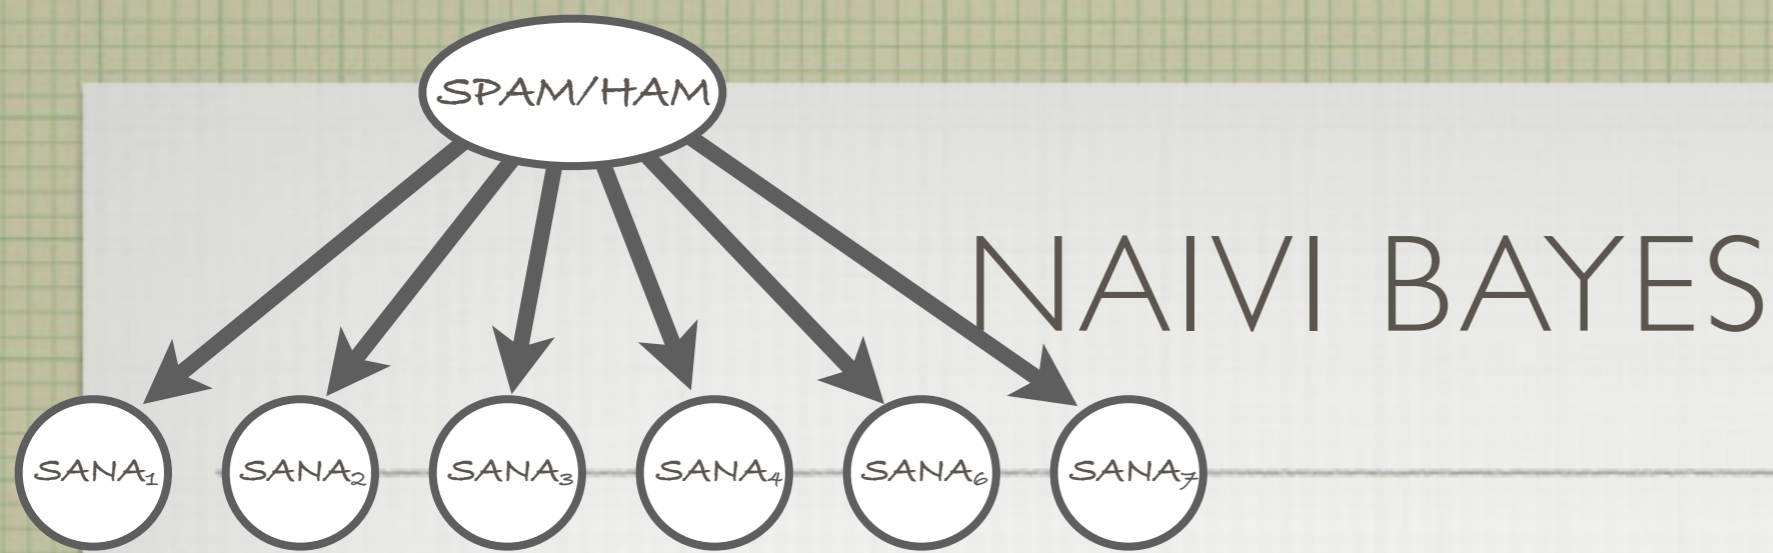 SPAM/HAM
NAIVI BAYES
SANA₁ SANA₂ SANA₃ SANA₄ SANA₆ SANA₇